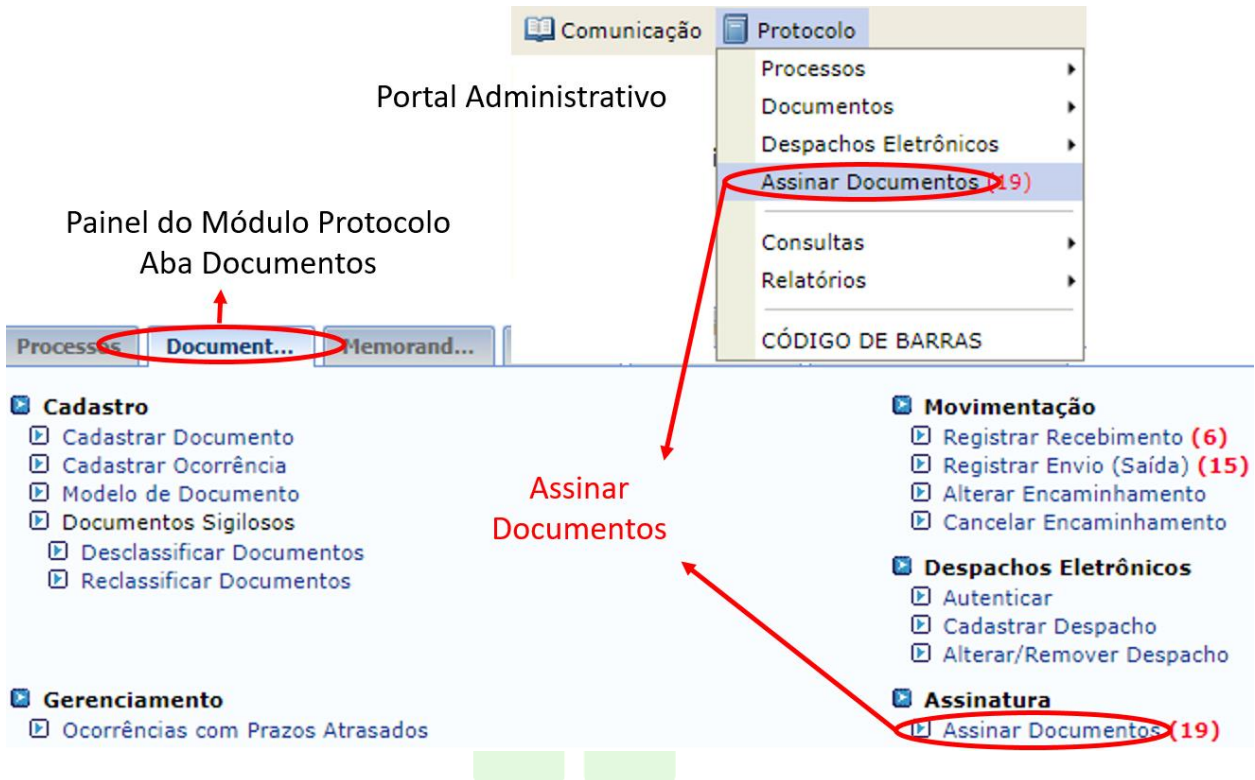 Comunicação
Protocolo
Portal Administrativo
Processos
Documentos
Despachos Eletrônicos
Assinar Documentos (19)
Consultas
Relatórios
CÓDIGO DE BARRAS
Painel do Módulo Protocolo
Aba Documentos
Processos
Document...
Memorand...
Cadastro
Cadastrar Documento
Cadastrar Ocorrência
Modelo de Documento
Documentos Sigilosos
Desclassificar Documentos
Reclassificar Documentos
Gerenciamento
Ocorrências com Prazos Atrasados
Assinar
Documentos
Movimentação
Registrar Recebimento (6)
Registrar Envio (Saída) (15)
Alterar Encaminhamento
Cancelar Encaminhamento
Despachos Eletrônicos
Autenticar
Cadastrar Despacho
Alterar/Remover Despacho
Assinatura
Assinar Documentos (19)